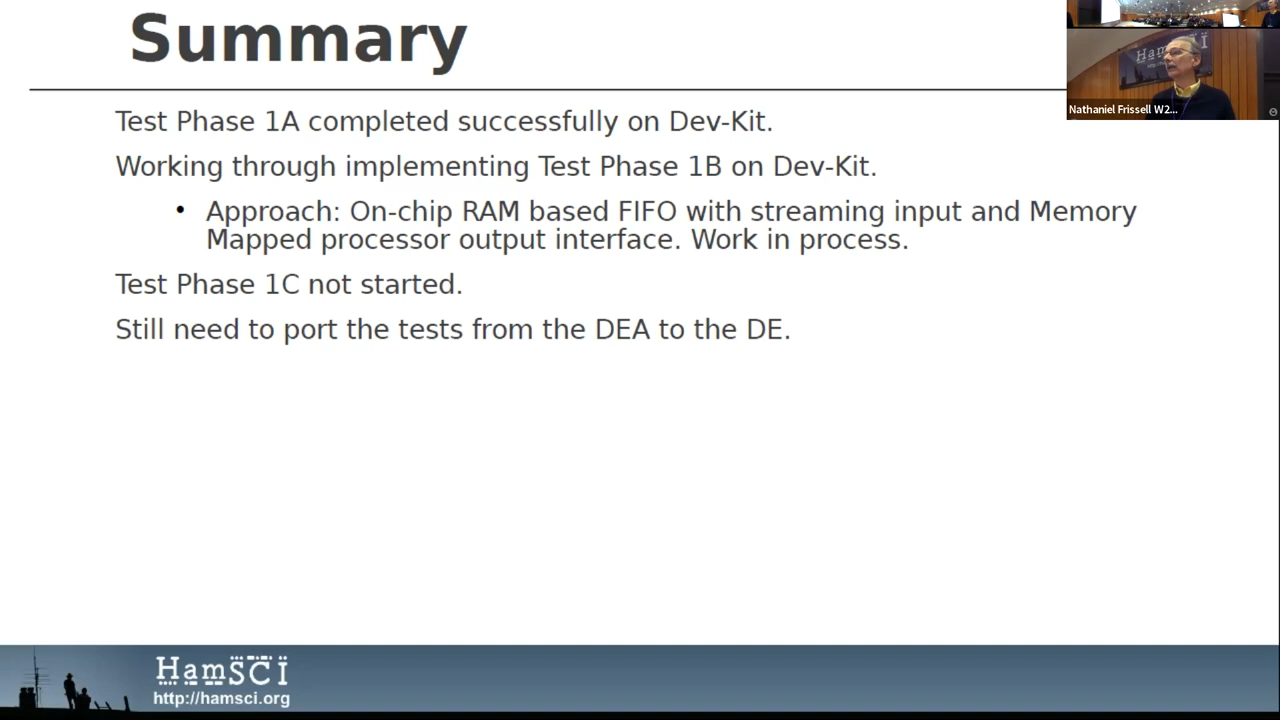 Summary
Test Phase 1A completed successfully on Dev-Kit.
Working through implementing Test Phase 1B on Dev-Kit.
• Approach: On-chip RAM based FIFO with streaming input and Memory
Mapped processor output interface. Work in process.
Test Phase 1C not started.
Still need to port the tests from the DEA to the DE.
HamSCI
Nathaniel Frissell W2...
HamSCI
http://hamsci.org